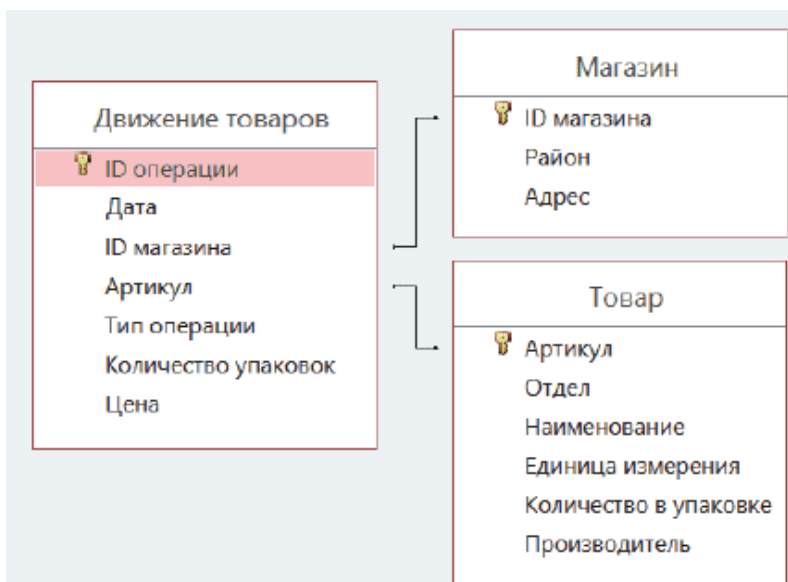 Движение товаров
ID операции
Дата
ID магазина
Артикул
Тип операции
Количество упаковок
Цена
Магазин
ID магазина
Район
Адрес
Товар
Артикул
Отдел
Наименование
Единица измерения
Количество в упаковке
Производитель